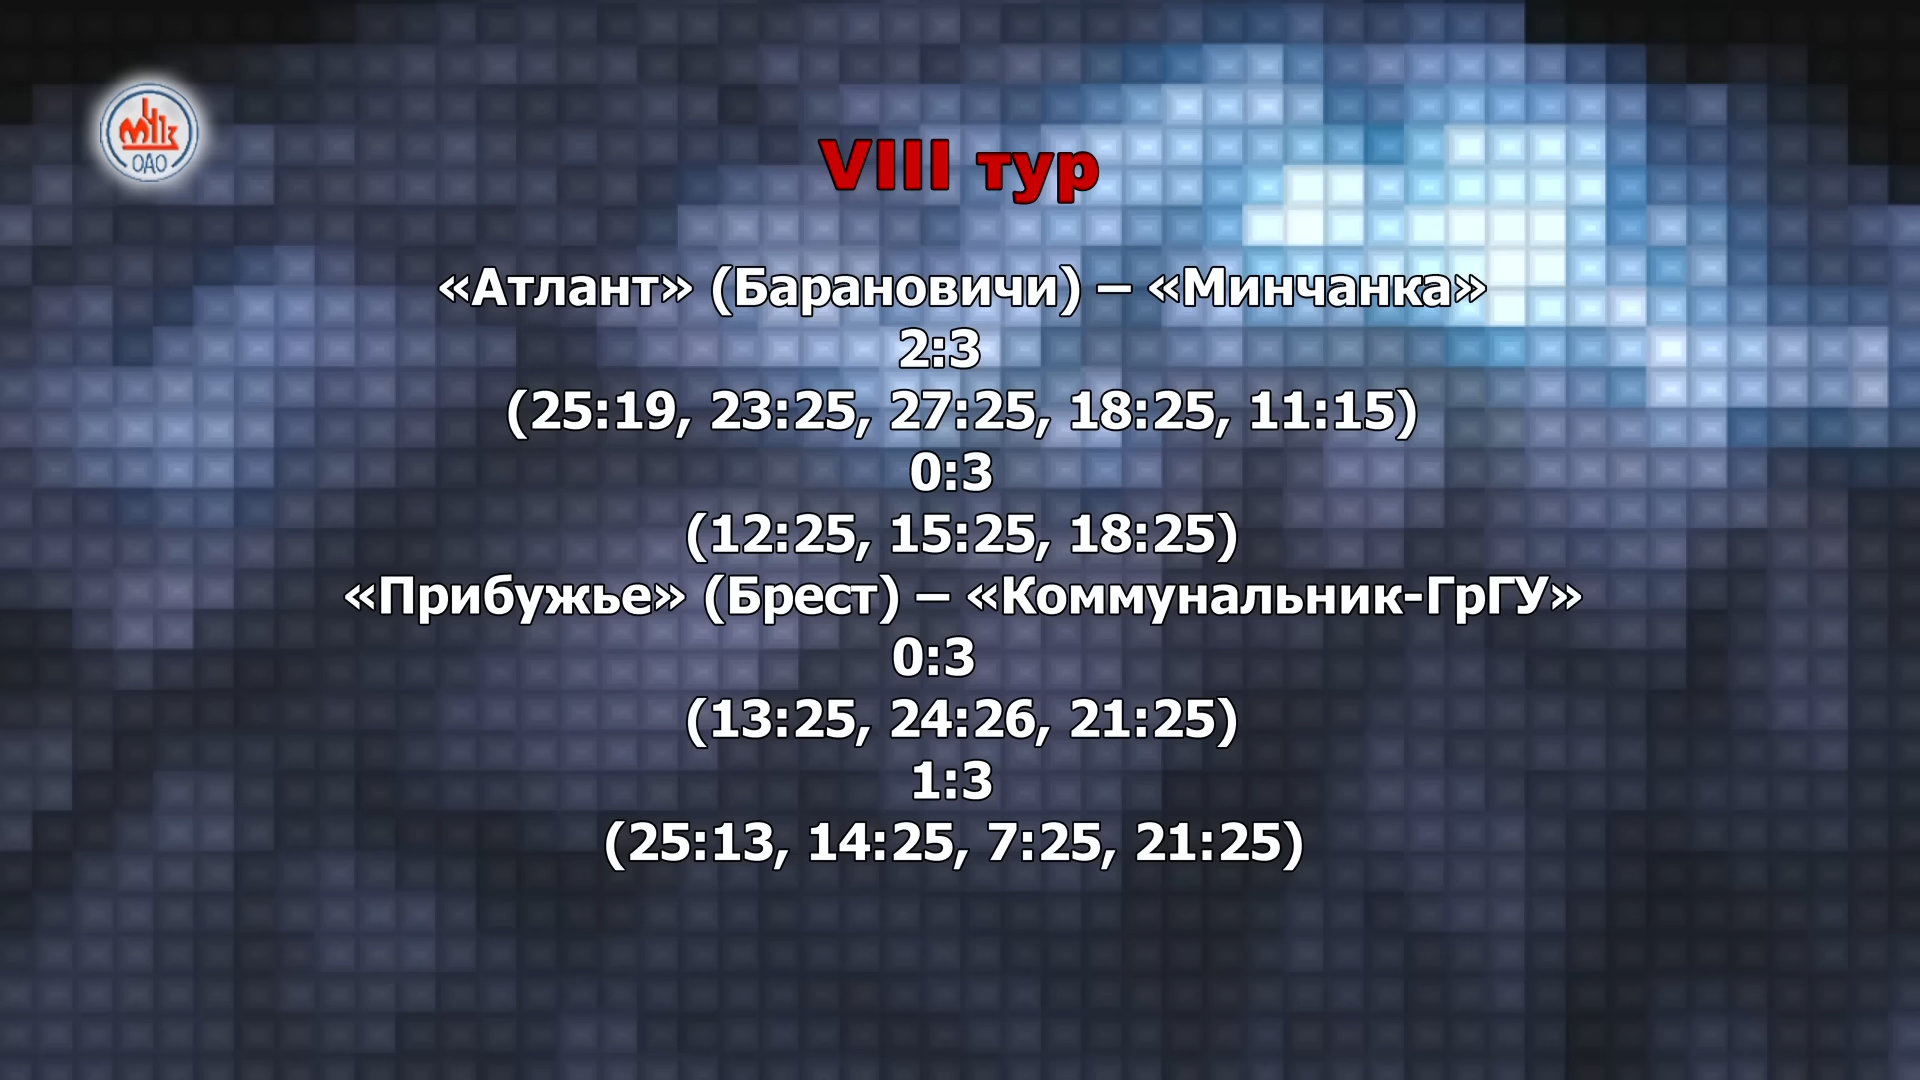 VIII тур
«Атлант» (Барановичи) – «Минчанка»
2:3
(25:19, 23:25, 27:25, 18:25, 11:15)
0:3
(12:25, 15:25, 18:25)
«Прибужье» (Брест) – «Коммунальник-ГрГУ»
0:3
(13:25, 24:26, 21:25)
1:3
(25:13, 14:25, 7:25, 21:25)
ОАО